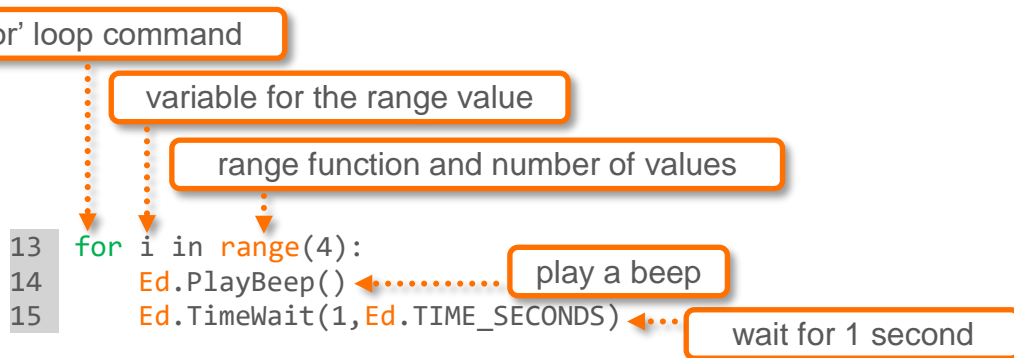 or’ loop command
variable for the range value
range function and number of values
13 for i in range(4):
14 Ed.PlayBeep()
play a beep
15 Ed.TimeWait(1,Ed.TIME_SECONDS)
wait for 1 second